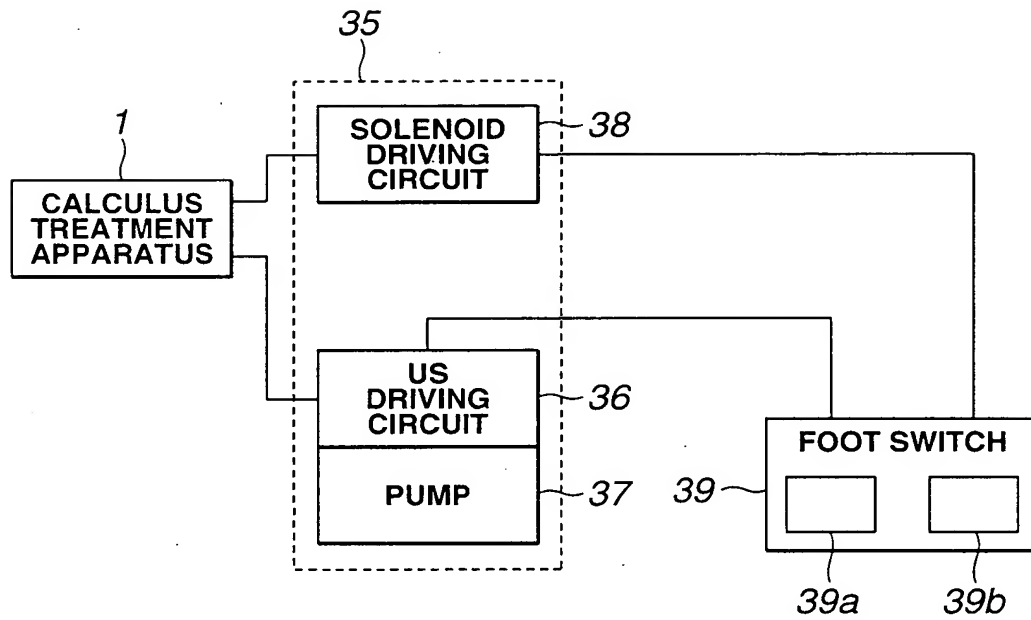 35
1
SOLENOID
DRIVING
CIRCUIT
38
CALCULUS
TREATMENT
APPARATUS
US
DRIVING
CIRCUIT
36
PUMP
37
FOOT SWITCH
39
39a
39b